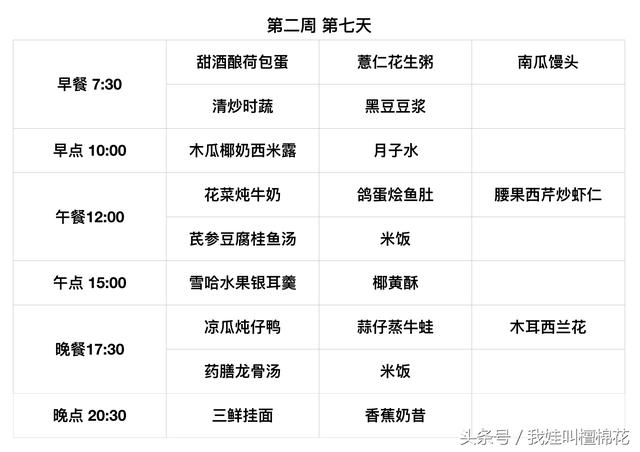 第二周 第七天
早餐 7:30
甜酒酿荷包蛋 薏仁花生粥 南瓜馒头
清炒时蔬 黑豆豆浆
早点 10:00 木瓜椰奶西米露 月子水
午餐12:00
花菜炖牛奶 鸽蛋烩鱼肚 腰果西芹炒虾仁
芪参豆腐桂鱼汤 米饭
午点 15:00 雪哈水果银耳羹 椰黄酥
晚餐17:30
凉瓜炖仔鸭 蒜仔蒸牛蛙 木耳西兰花
药膳龙骨汤 米饭
晚点 20:30 三鲜挂面 香蕉奶昔
头条号 / 我娃叫檀棉花